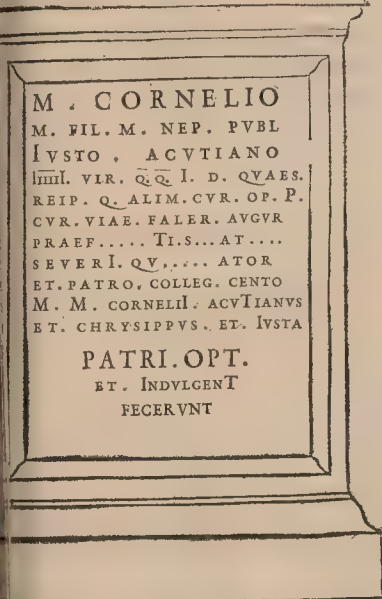 M. CORNELIO
M. FIL. M. NEP. PVBL
IVSTO. ACVTIANO
IIIII. VIR. Q. Q. I. D. QVAES.
REIP. Q. ALIM. CVR. OP. P.
CVR. VIAE. FALER. AVGVR
PRAEF..... TI.S...AT....
SEVERI. QV...... ATOR
ET. PATRO. COLLEG. CENTO
M. M. CORNELII. ACVTIANVS
ET. CHRYSIPPVS. ET. IVSTA
PATRI. OPT.
ET. INDVLGENT
FECERVNT